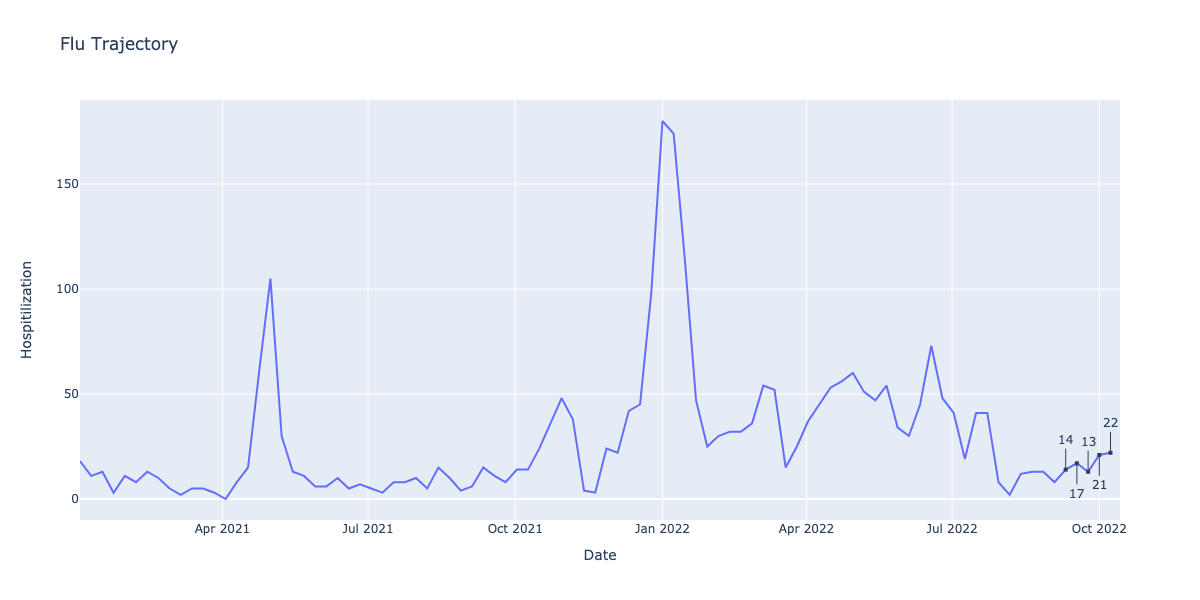 Flu Trajectory
Hospitilization
150
100
50
0
22
14
13
21
17
Apr 2021
Jul 2021
Oct 2021
Jan 2022
Apr 2022
Jul 2022
Oct 2022
Date